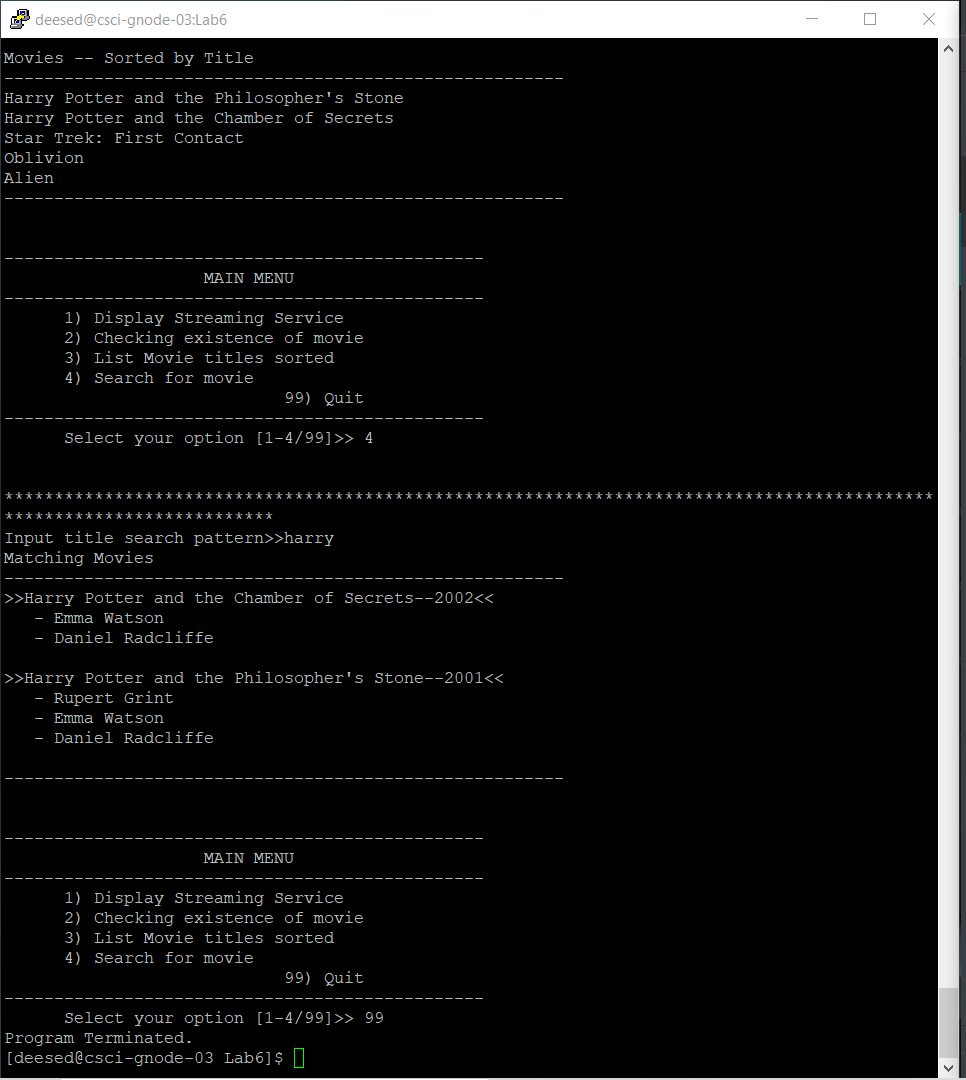 deesed@csci-gnode-03:Lab6
Movies -- Sorted by Title
--------------------------------------------------------
Harry Potter and the Philosopher's Stone
Harry Potter and the Chamber of Secrets
Star Trek: First Contact
Oblivion
Alien
--------------------------------------------------------
------------------------------------------------
MAIN MENU
------------------------------------------------
1) Display Streaming Service
2) Checking existence of movie
3) List Movie titles sorted
4) Search for movie
99) Quit
------------------------------------------------
Select your option [1-4/99]>> 4
*********************************************************************************************
***************************
Input title search pattern>>harry
Matching Movies
--------------------------------------------------------
>>Harry Potter and the Chamber of Secrets--2002<<
- Emma Watson
- Daniel Radcliffe
>>Harry Potter and the Philosopher's Stone--2001<<
- Rupert Grint
- Emma Watson
- Daniel Radcliffe
--------------------------------------------------------
------------------------------------------------
MAIN MENU
------------------------------------------------
1) Display Streaming Service
2) Checking existence of movie
3) List Movie titles sorted
4) Search for movie
99) Quit
------------------------------------------------
Select your option [1-4/99]>> 99
Program Terminated.
[deesed@csci-gnode-03 Lab6]$